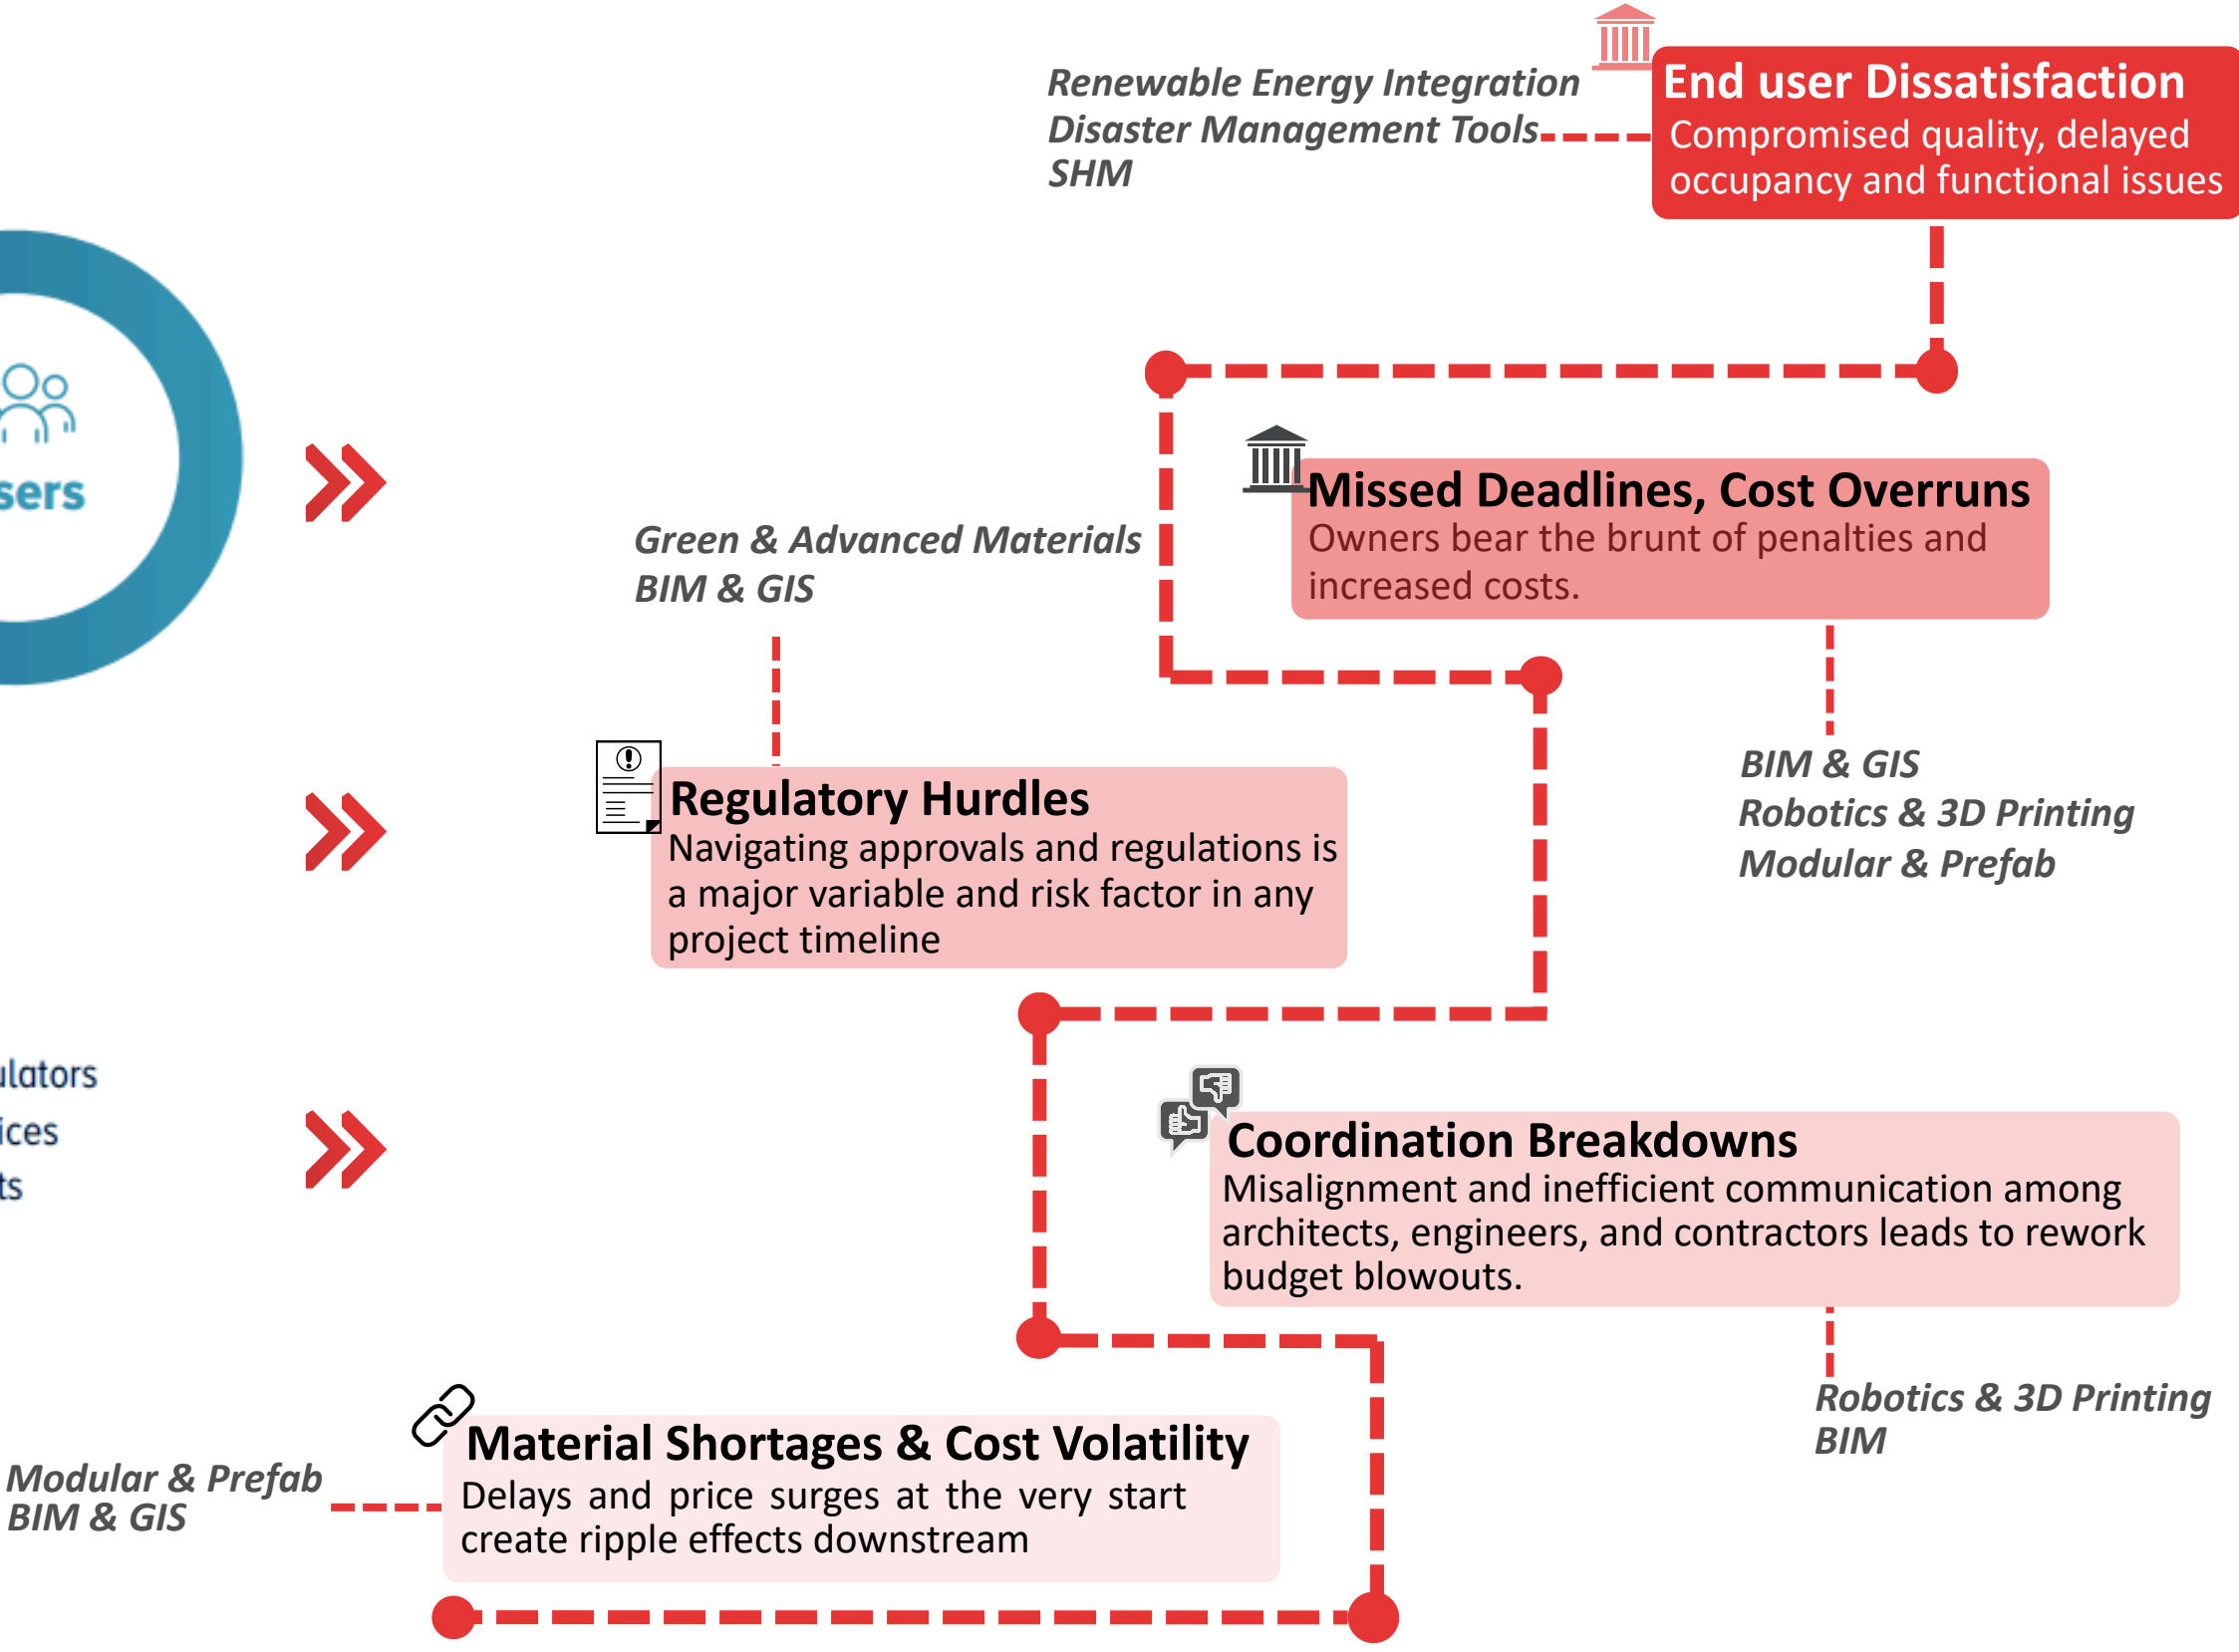 Renewable Energy Integration
Disaster Management Tools
SHM
End user Dissatisfaction
Compromised quality, delayed
occupancy and functional issues
sers
Missed Deadlines, Cost Overruns
Owners bear the brunt of penalties and
increased costs.
Green & Advanced Materials
BIM & GIS
BIM & GIS
Robotics & 3D Printing
Modular & Prefab
Regulatory Hurdles
Navigating approvals and regulations is
a major variable and risk factor in any
project timeline
ulators
ices
ts
Coordination Breakdowns
Misalignment and inefficient communication among
architects, engineers, and contractors leads to rework
budget blowouts.
Robotics & 3D Printing
BIM
Material Shortages & Cost Volatility
Delays and price surges at the very start
create ripple effects downstream
Modular & Prefab
BIM & GIS